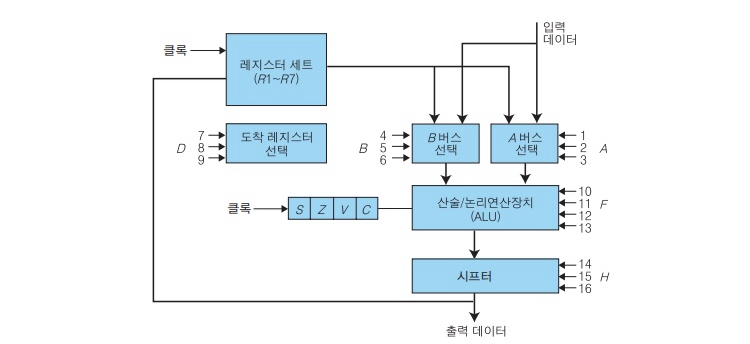 입력
데이터
클록
레지스터 세트
(R1~R7)
D
7
8
9
도착 레지스터
선택
B
4
5
6
B 버스
선택
A 버스
선택
1
2
3
A
클록
S Z V C
산술/논리연산장치
(ALU)
10
11
12
13
F
시프터
14
15
16
H
출력 데이터